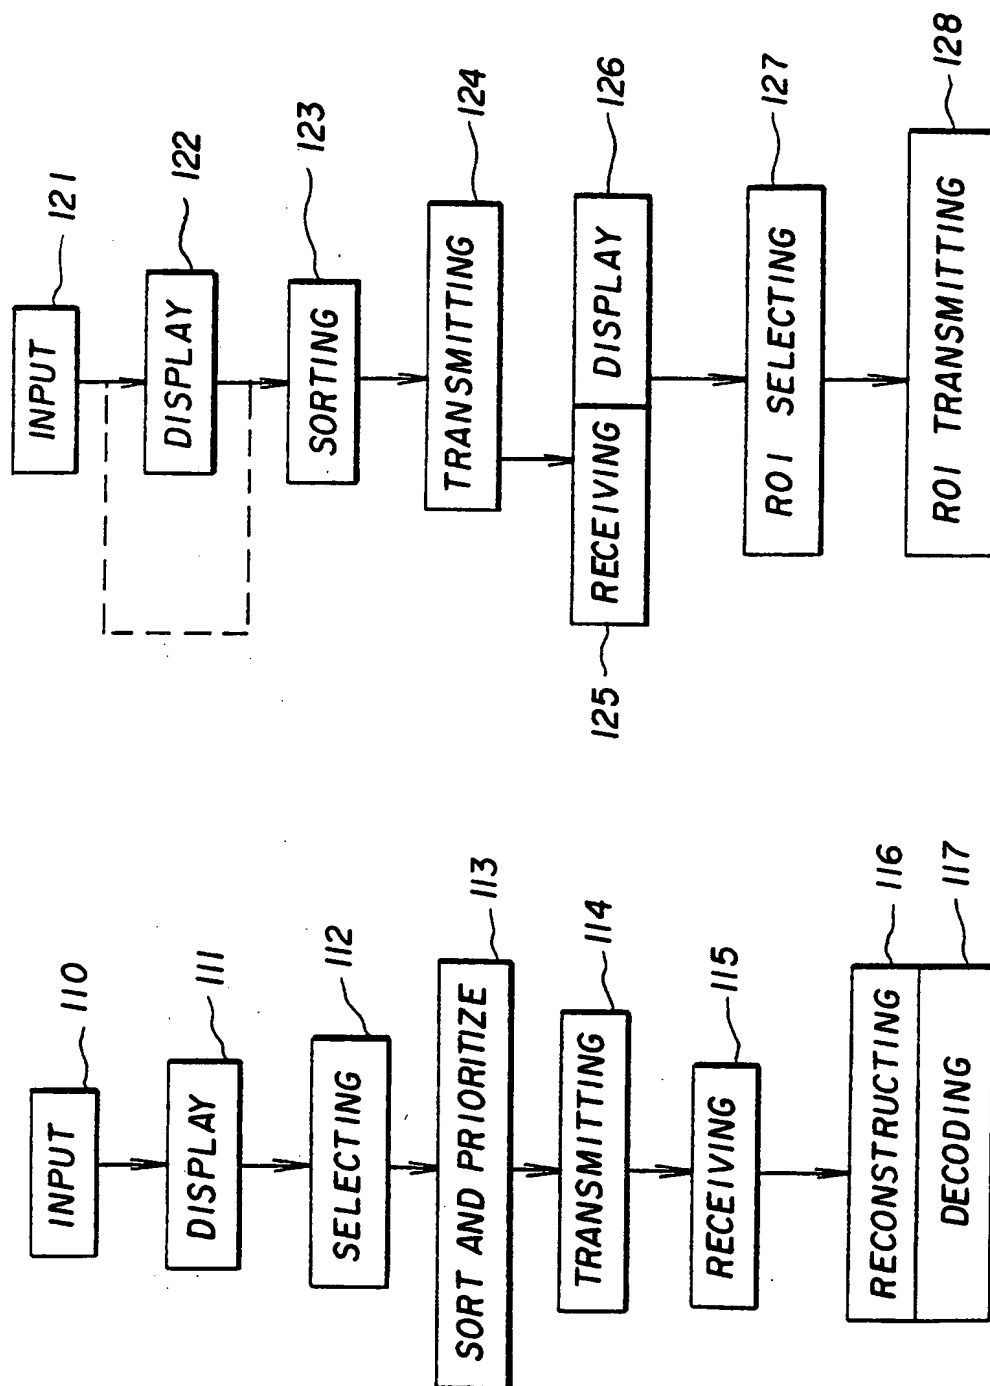 INPUT
110
DISPLAY
111
SELECTING
112
SORT AND PRIORITIZE
113
TRANSMITTING
114
RECEIVING
115
RECONSTRUCTING
116
DECODING
117
INPUT
121
DISPLAY
122
SORTING
123
TRANSMITTING
124
RECEIVING
125
DISPLAY
126
ROI SELECTING
127
ROI TRANSMITTING
128